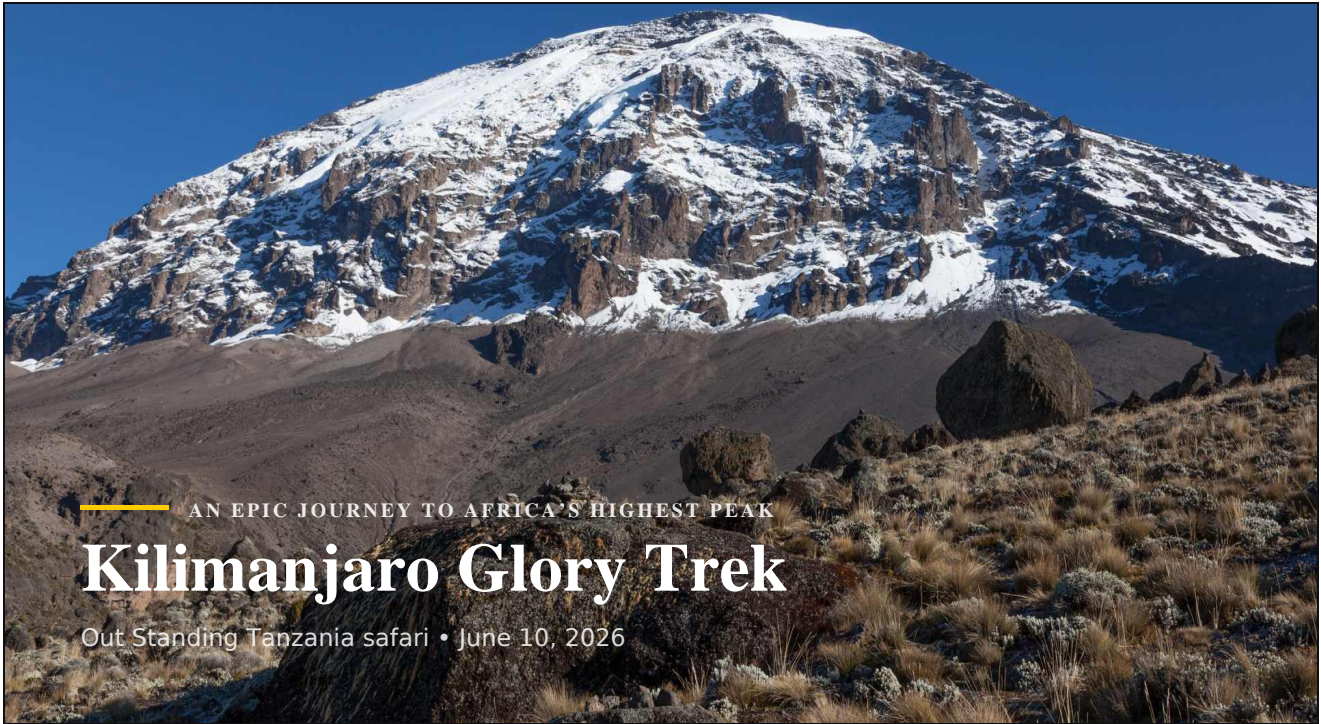 AN EPIC JOURNEY TO AFRICA’S HIGHEST PEAK
Kilimanjaro Glory Trek
Out Standing Tanzania safari • June 10, 2026